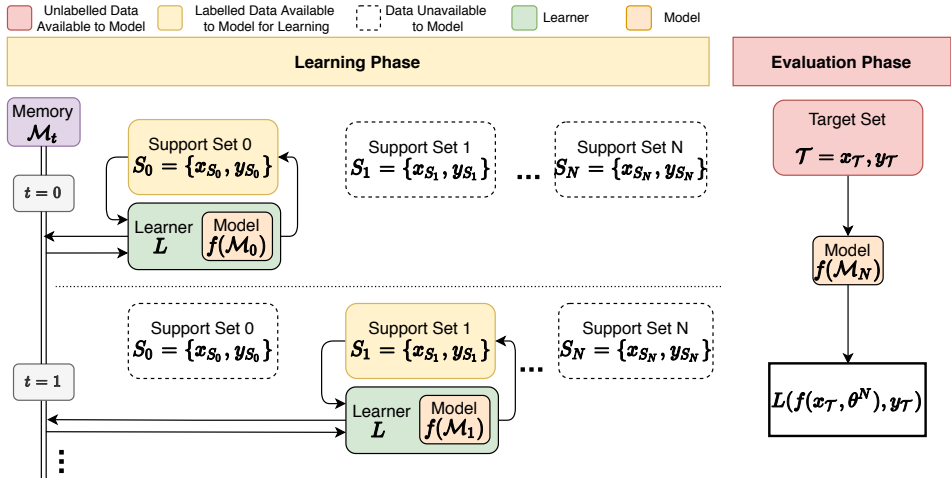 Unlabelled Data
Available to Model
Labelled Data Available
to Model for Learning
Data Unavailable
to Model
Learner
Model
Learning Phase
Evaluation Phase
Memory
ℳ_t
t = 0
Support Set 0
S_0 = {x_{S_0}, y_{S_0}}
Support Set 1
S_1 = {x_{S_1}, y_{S_1}}
...
Support Set N
S_N = {x_{S_N}, y_{S_N}}
Learner
L
Model
f(ℳ_0)
Support Set 0
S_0 = {x_{S_0}, y_{S_0}}
Support Set 1
S_1 = {x_{S_1}, y_{S_1}}
...
Support Set N
S_N = {x_{S_N}, y_{S_N}}
t = 1
Learner
L
Model
f(ℳ_1)
⋮
Target Set
𝒯 = x_𝒯, y_𝒯
Model
f(ℳ_N)
L(f(x_𝒯, θ^N), y_𝒯)